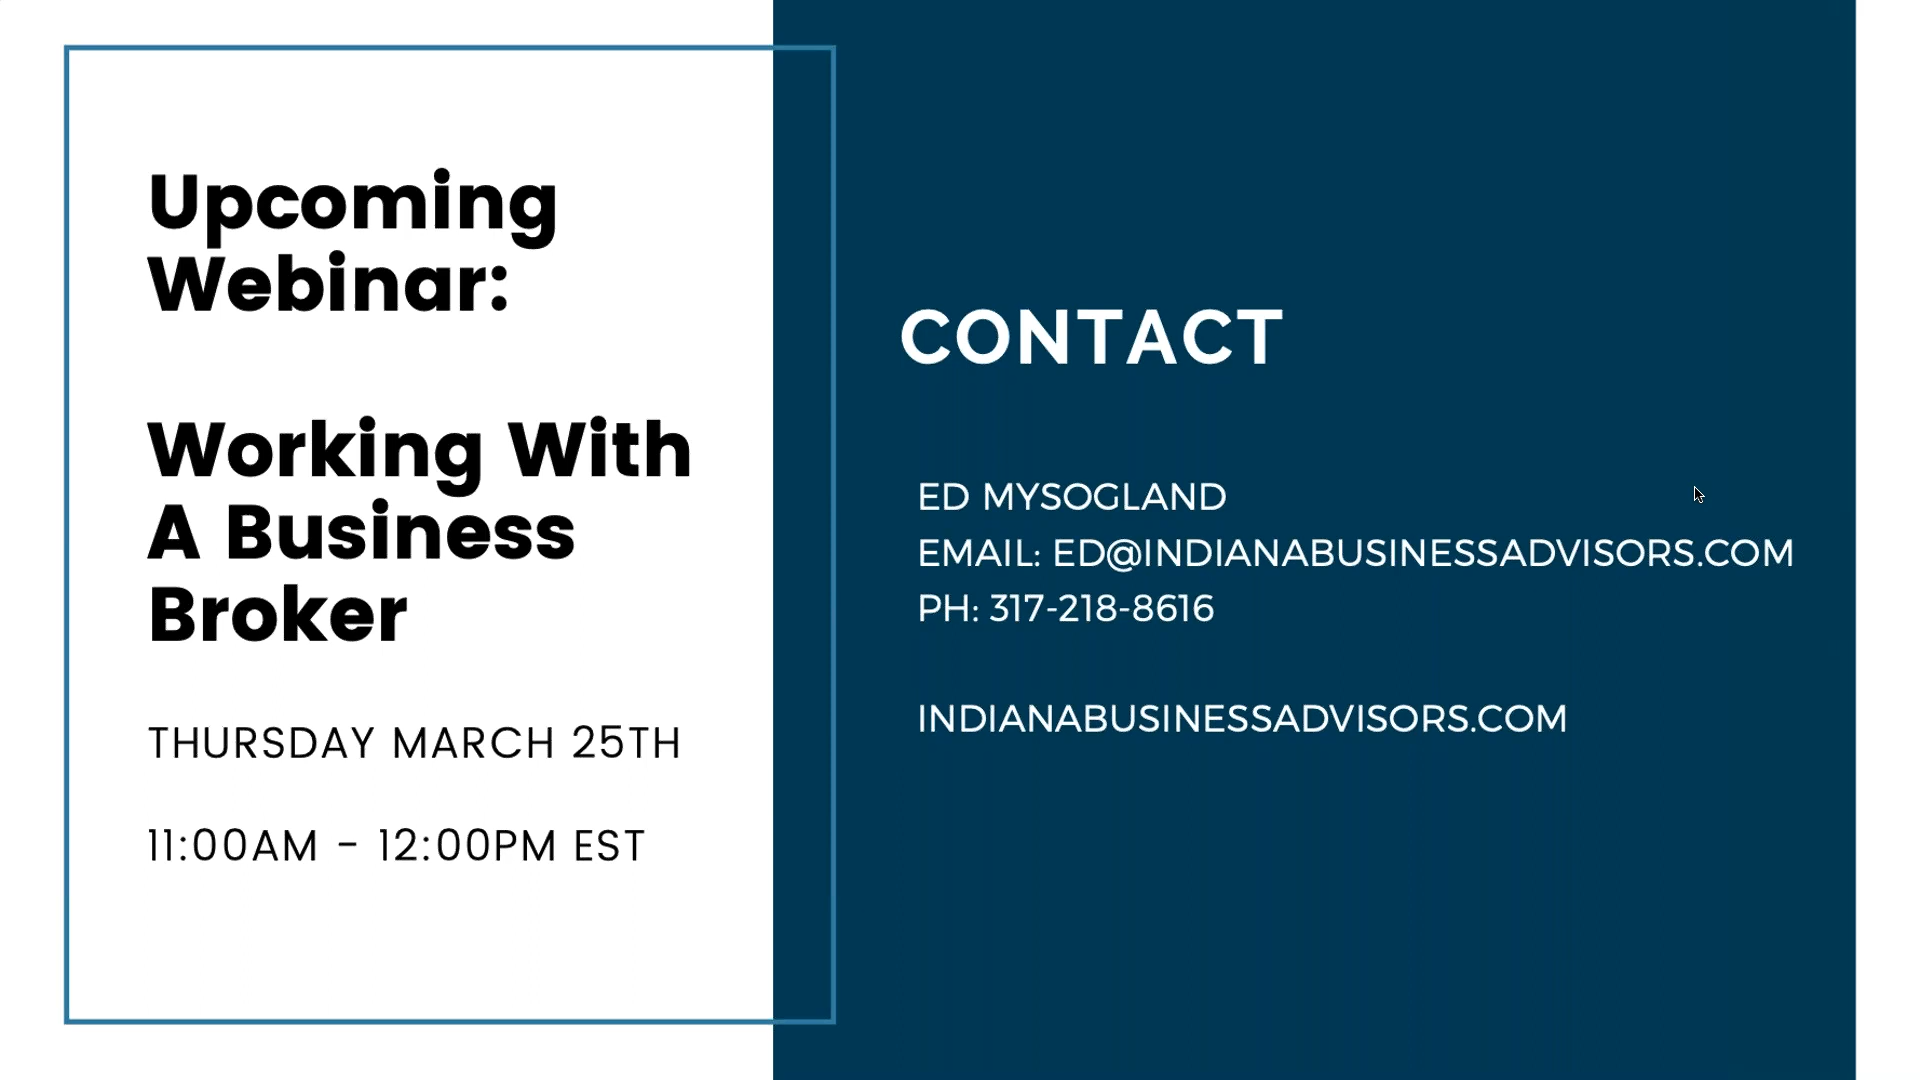 Upcoming
Webinar:
Working With
A Business
Broker
THURSDAY MARCH 25TH
11:00AM - 12:00PM EST
CONTACT
ED MYSOGLAND
EMAIL: ED@INDIANABUSINESSADVISORS.COM
PH: 317-218-8616
INDIANABUSINESSADVISORS.COM